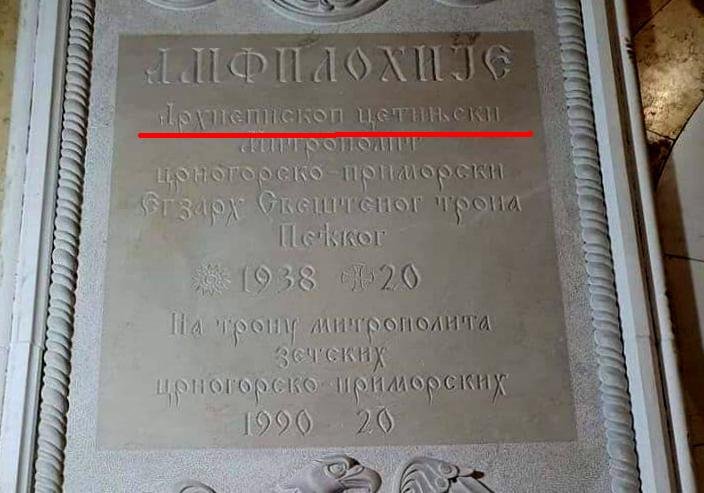 АМФИЛОХИЈЕ
Архиепископ цетињски
Митрополит
црногорско-приморски
Егзарх Свештеног трона
Пећког
1938 20
На трону митрополита
зетских
црногорско-приморских
1990 20